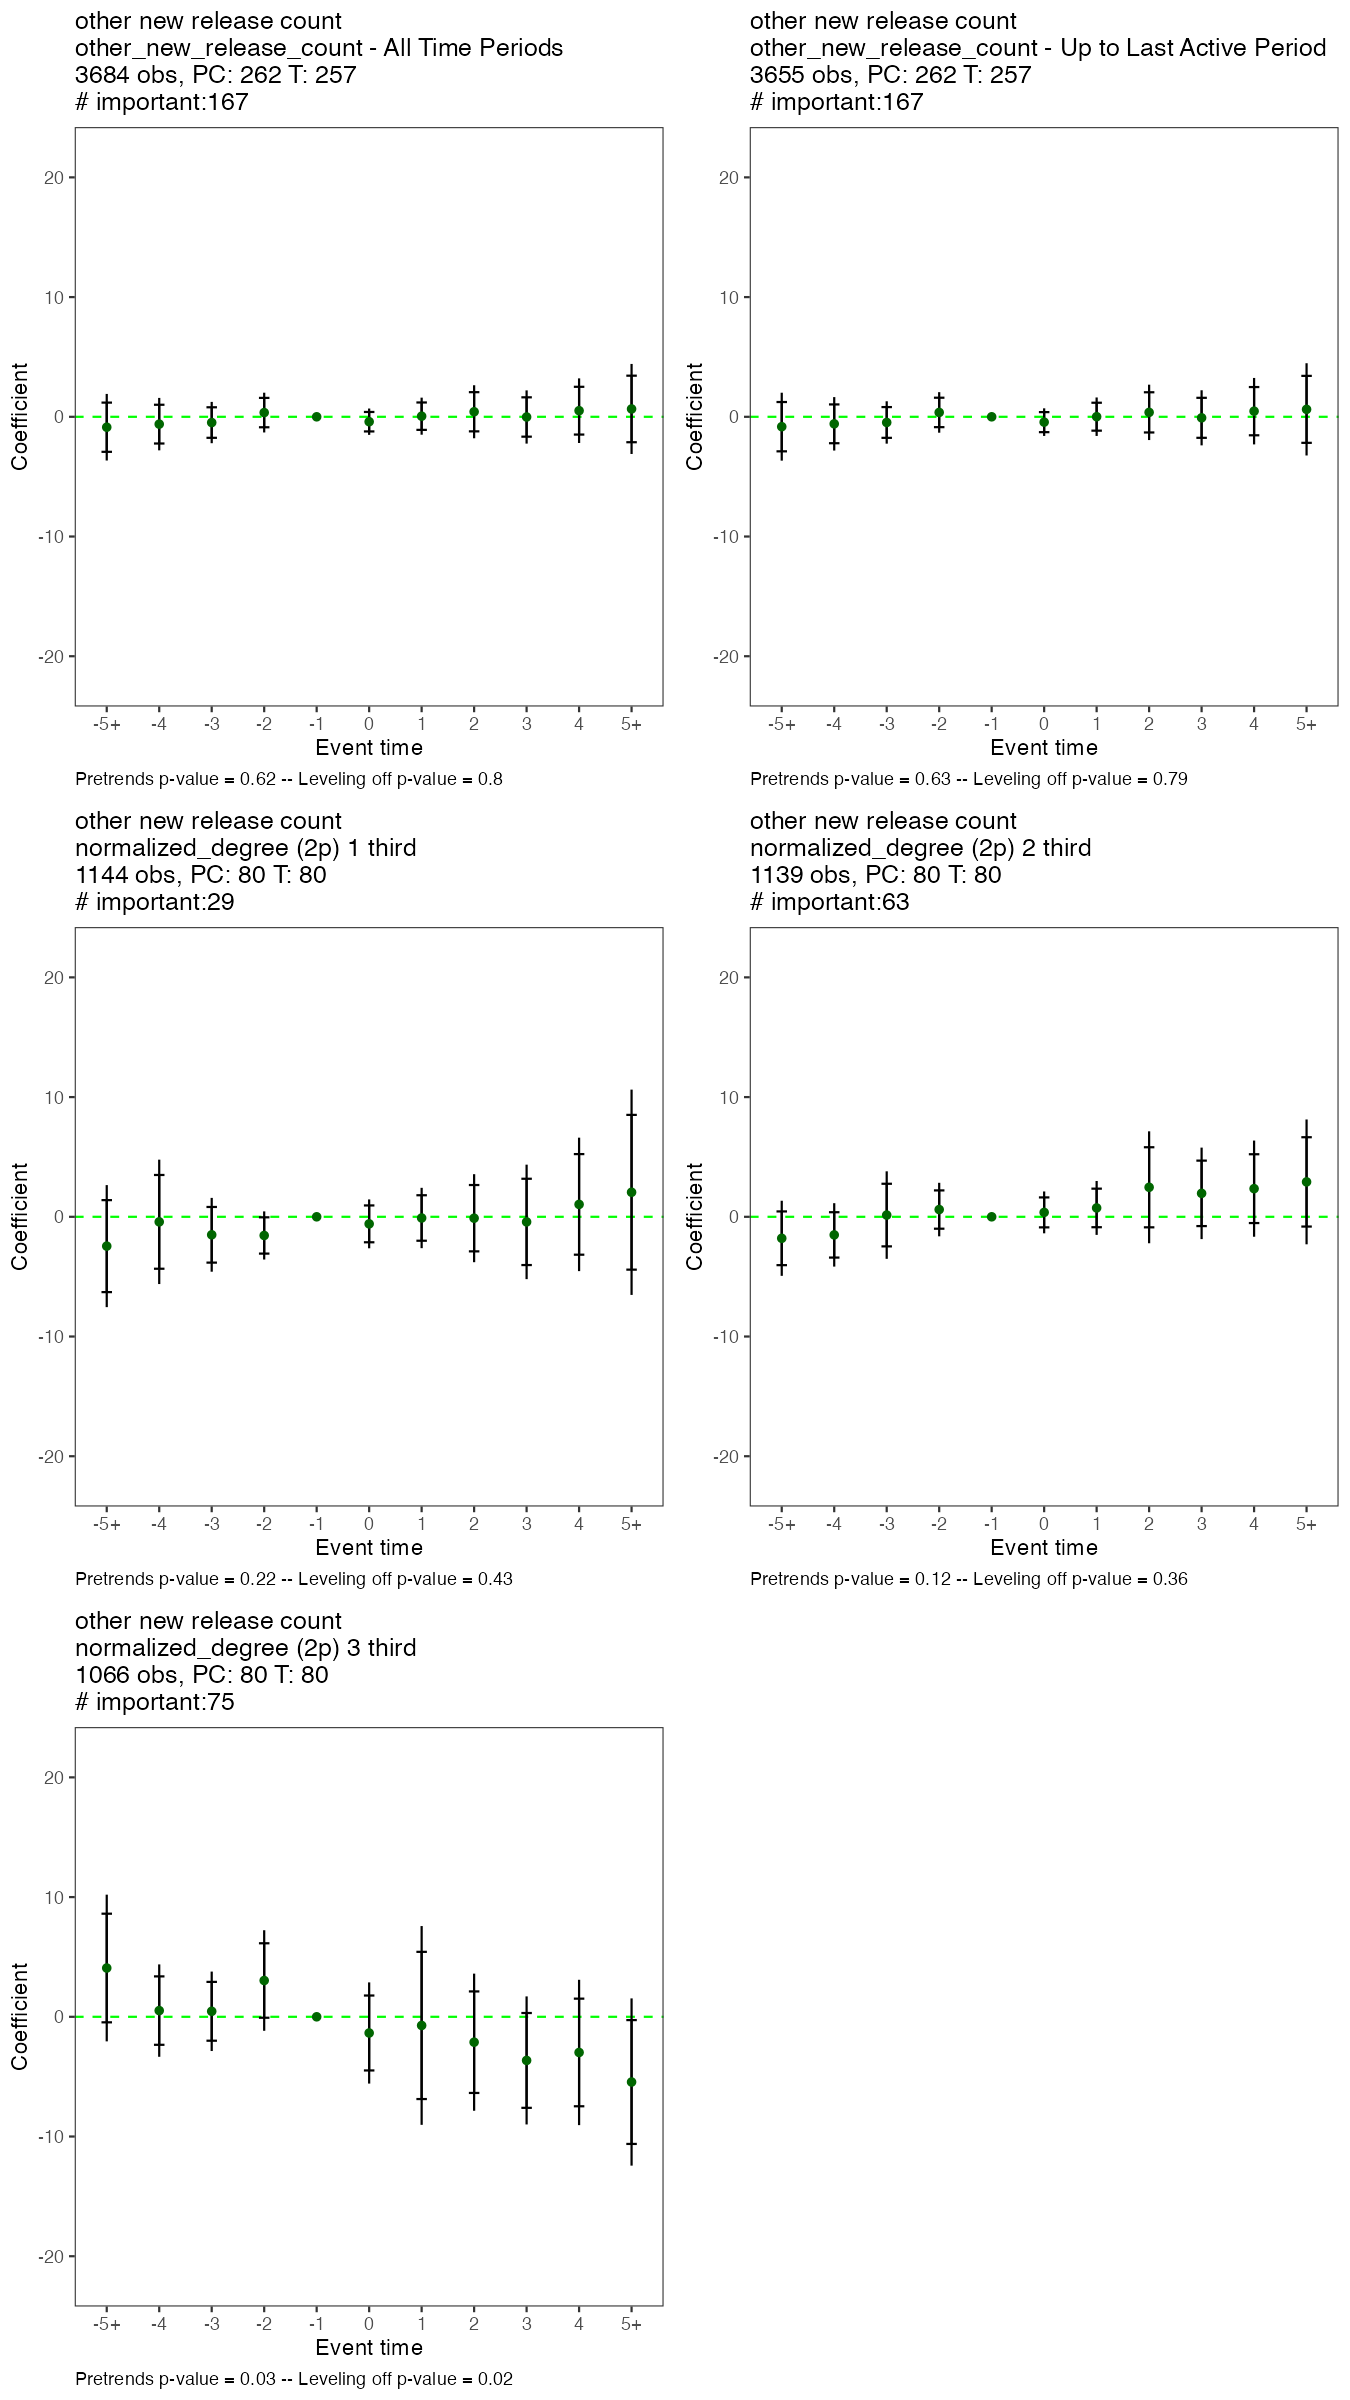 other new release count
other_new_release_count - All Time Periods
3684 obs, PC: 262 T: 257
# important:167
20
10
0
-10
-20
Coefficient
-5+ -4 -3 -2 -1 0 1 2 3 4 5+
Event time
Pretrends p-value = 0.62 -- Leveling off p-value = 0.8
other new release count
other_new_release_count - Up to Last Active Period
3655 obs, PC: 262 T: 257
# important:167
20
10
0
-10
-20
Coefficient
-5+ -4 -3 -2 -1 0 1 2 3 4 5+
Event time
Pretrends p-value = 0.63 -- Leveling off p-value = 0.79
other new release count
normalized_degree (2p) 1 third
1144 obs, PC: 80 T: 80
# important:29
20
10
0
-10
-20
Coefficient
-5+ -4 -3 -2 -1 0 1 2 3 4 5+
Event time
Pretrends p-value = 0.22 -- Leveling off p-value = 0.43
other new release count
normalized_degree (2p) 2 third
1139 obs, PC: 80 T: 80
# important:63
20
10
0
-10
-20
Coefficient
-5+ -4 -3 -2 -1 0 1 2 3 4 5+
Event time
Pretrends p-value = 0.12 -- Leveling off p-value = 0.36
other new release count
normalized_degree (2p) 3 third
1066 obs, PC: 80 T: 80
# important:75
20
10
0
-10
-20
Coefficient
-5+ -4 -3 -2 -1 0 1 2 3 4 5+
Event time
Pretrends p-value = 0.03 -- Leveling off p-value = 0.02